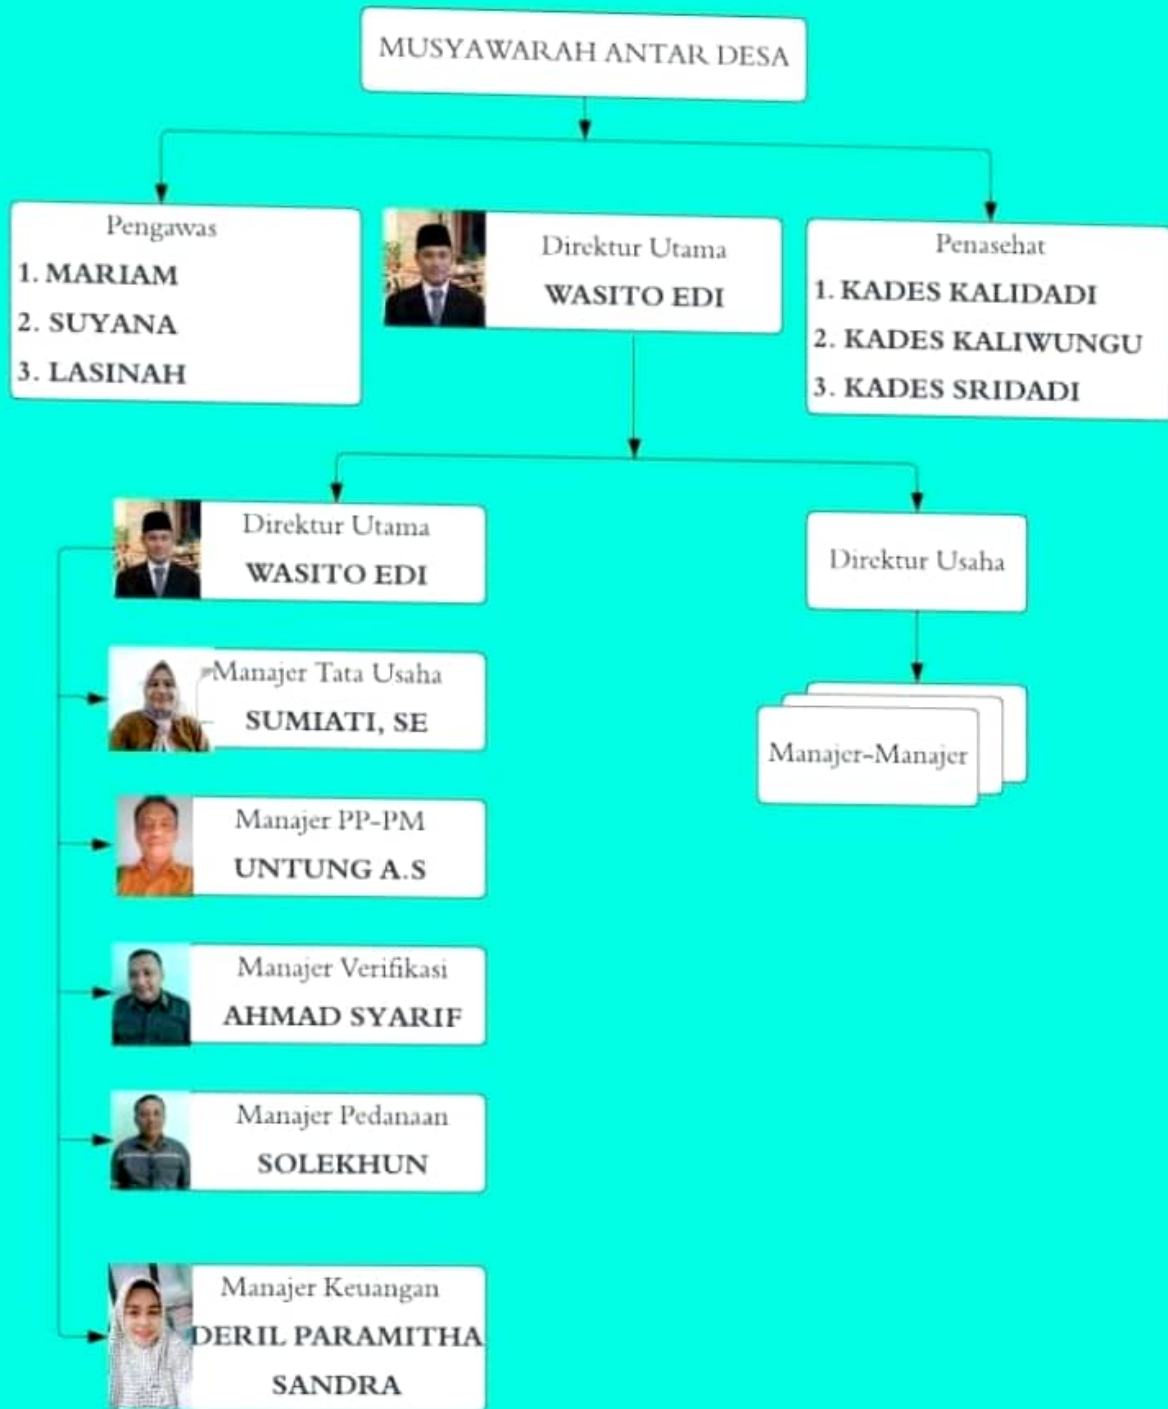 MUSYAWARAH ANTAR DESA
Pengawas
1. MARIAM
2. SUYANA
3. LASINAH
Direktur Utama
WASITO EDI
Penasehat
1. KADES KALIDADI
2. KADES KALIWUNGU
3. KADES SRIDADI
Direktur Utama
WASITO EDI
Direktur Usaha
Manajer Tata Usaha
SUMIATI, SE
Manajer-Manajer
Manajer PP-PM
UNTUNG A.S
Manajer Verifikasi
AHMAD SYARIF
Manajer Pedanaan
SOLEKHUN
Manajer Keuangan
DERIL PARAMITHA
SANDRA